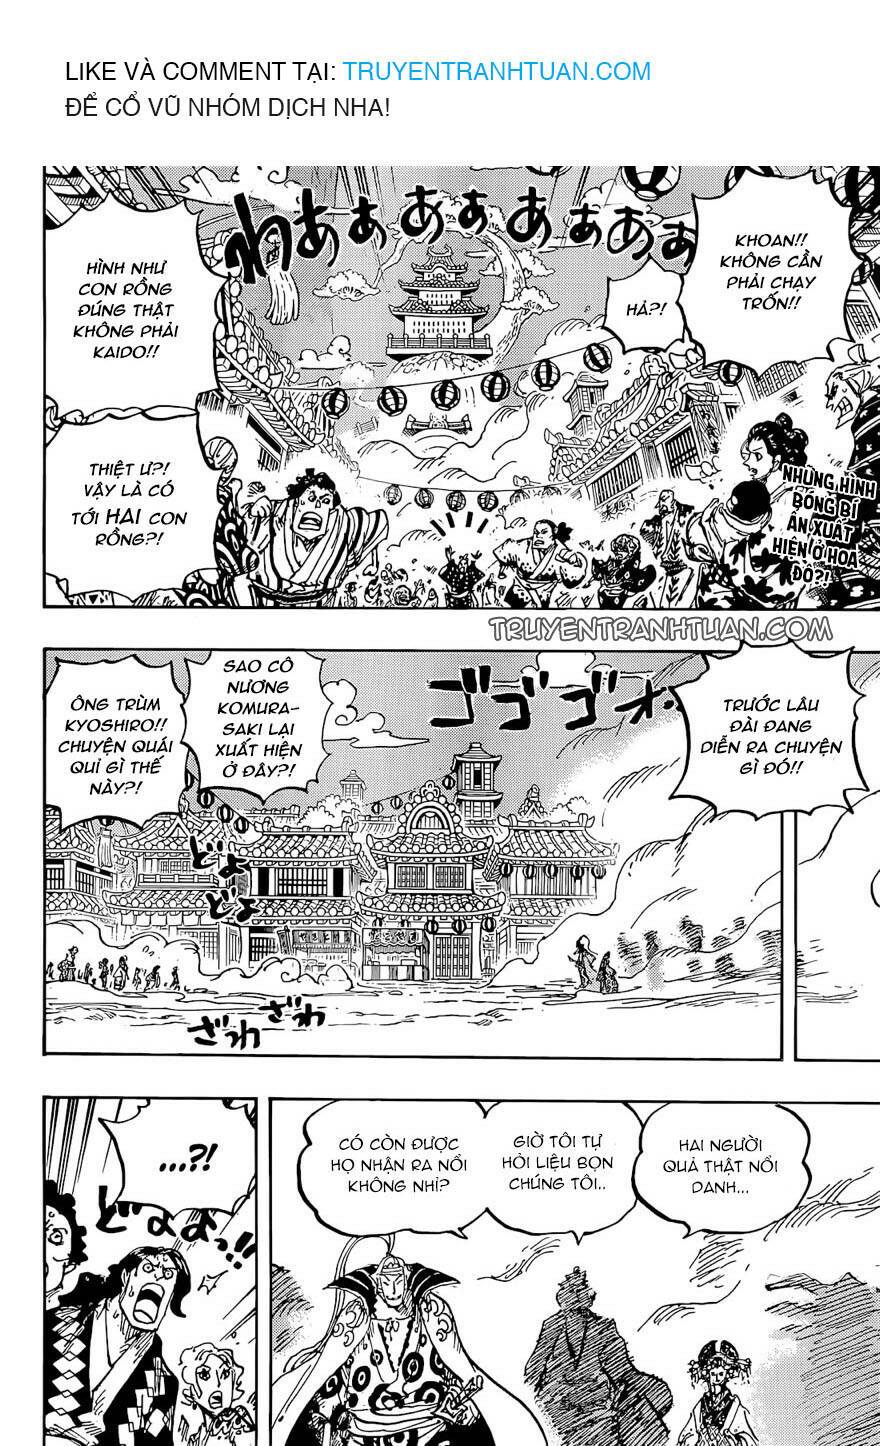 LIKE VÀ COMMENT TẠI: TRUYENTRANHTUAN.COM
ĐỂ CỔ VŨ NHÓM DỊCH NHA!
わあぁぁぁぁぁぁぁ
KHOAN!!
KHÔNG CẦN
PHẢI CHẠY
TRỐN!!
HẢ?!
HÌNH NHƯ
CON RỒNG
ĐÚNG THẬT
KHÔNG PHẢI
KAIDO!!
THIỆT Ư?!
VẬY LÀ CÓ
TỚI HAI CON
RỒNG?!
NHỮNG HÌNH
BÓNG BÍ
ẨN XUẤT
HIỆN Ở HOA
ĐÔ?!
TRUYENTRANHTUAN.COM
TRƯỚC LÂU
ĐÀI ĐANG
DIỄN RA CHUYỆN
GÌ ĐÓ!!
ゴゴゴゴォ..
SAO CÔ
NƯƠNG
KOMURA-
SAKI LẠI
XUẤT HIỆN
Ở ĐÂY?!
ÔNG TRÙM
KYOSHIRO!!
CHUYỆN QUÁI
QUỈ GÌ THẾ
NÀY?!
どよ
どよ
ざわ
ざわ
HAI NGƯỜI
QUẢ THẬT NỔI
DANH...
GIỜ TÔI TỰ
HỎI LIỆU BỌN
CHÚNG TÔI..
CÓ CÒN ĐƯỢC
HỌ NHẬN RA NỔI
KHÔNG NHỈ?
...?!
どよよっ!!